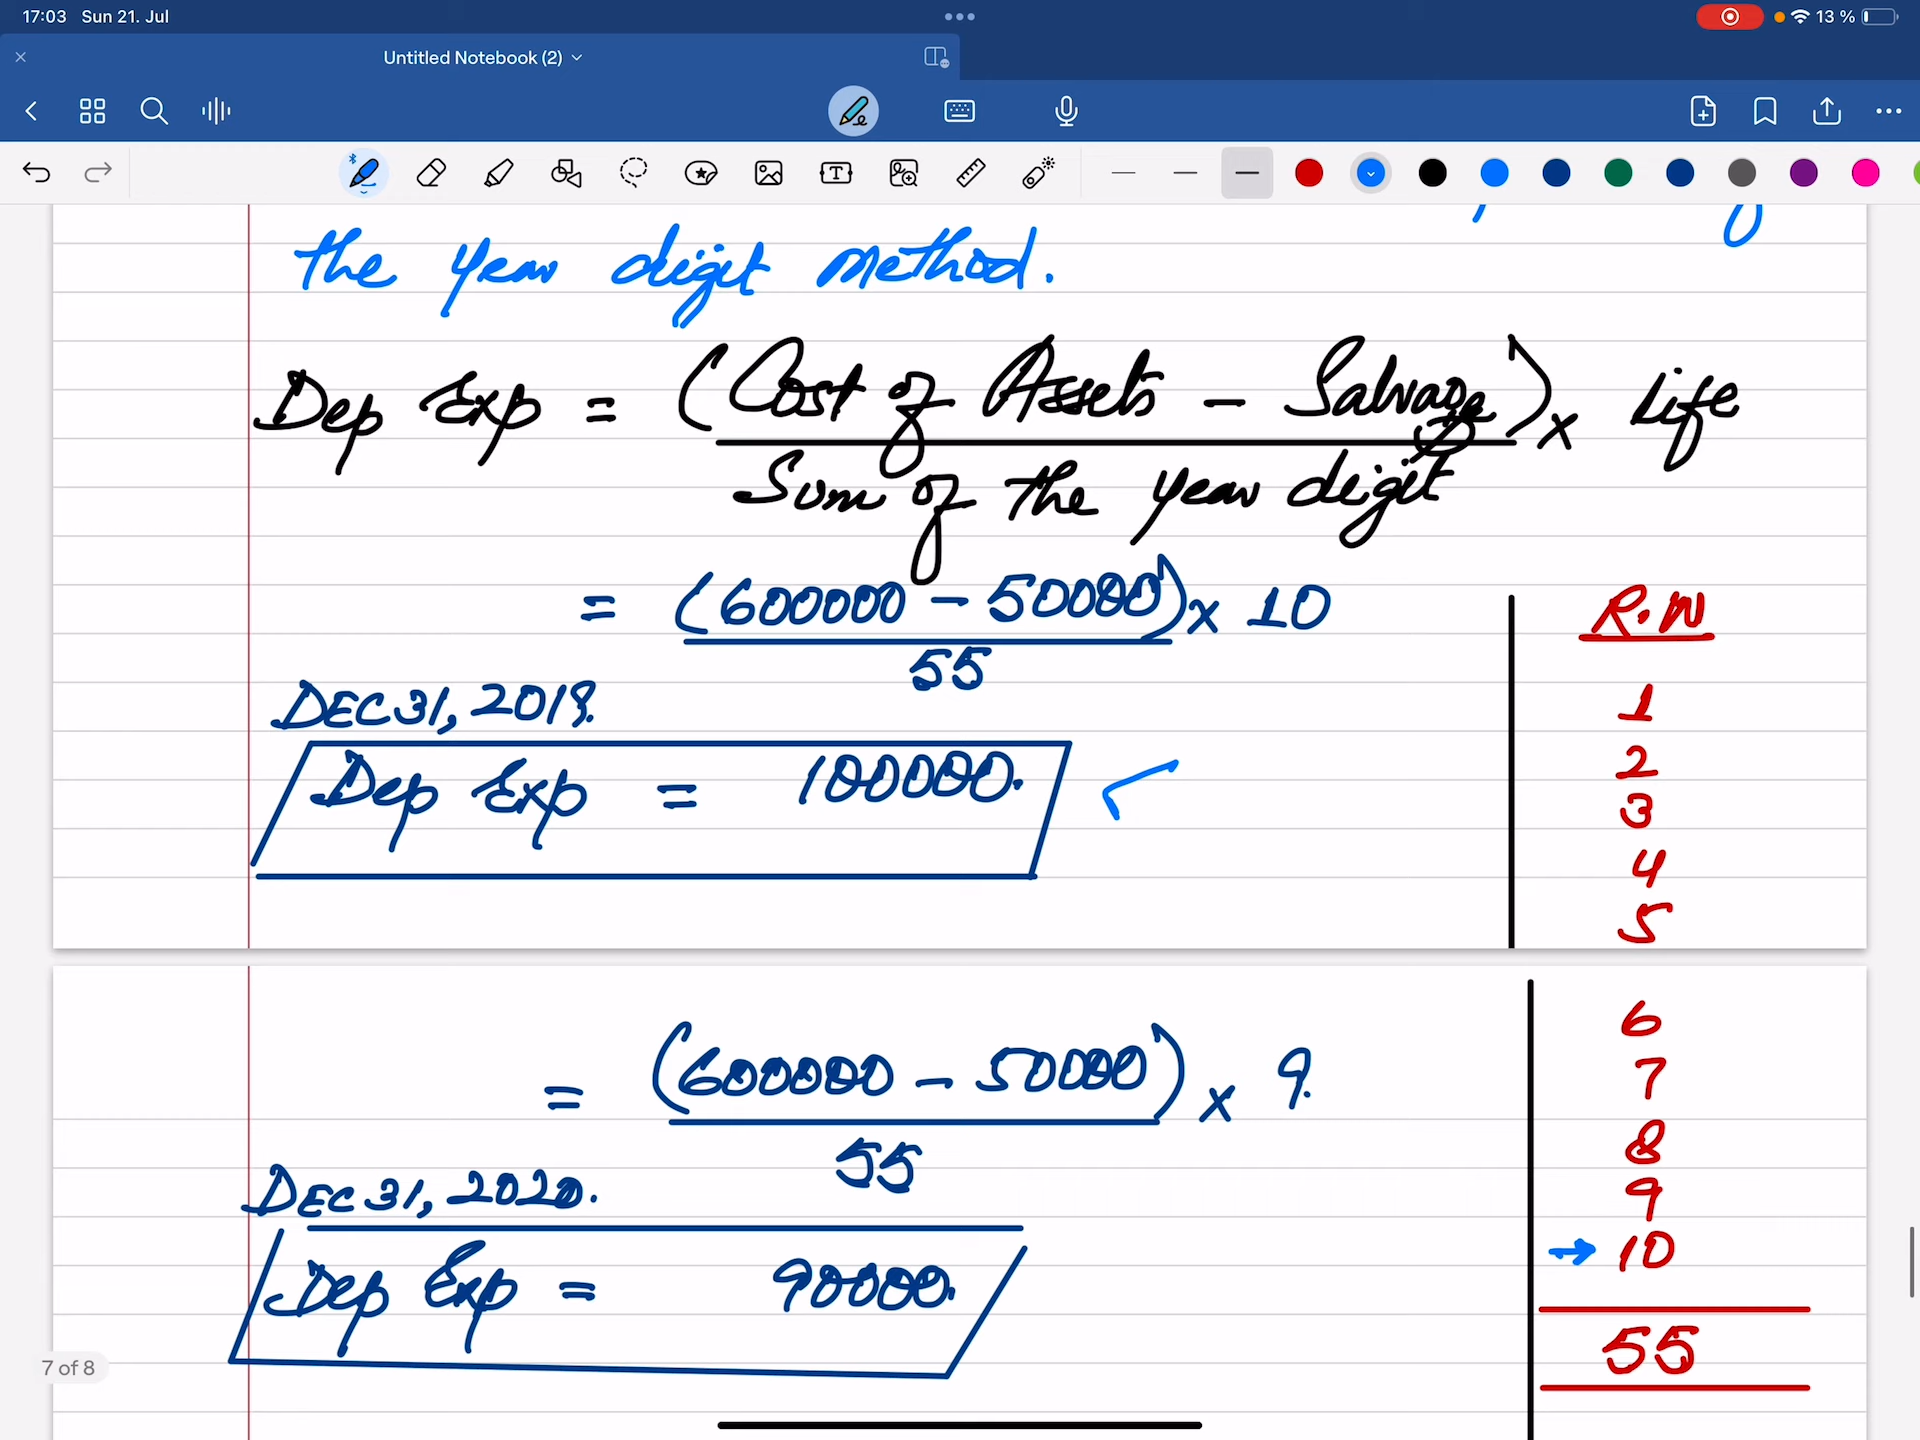 17:03 Sun 21. Jul
13 %
Untitled Notebook (2)
the year digit method.
Dep Exp = (Cost of Assets - Salvage) x Life
Sum of the year digit
= (600000 - 50000) x 10
55
DEC 31, 2019.
Dep Exp = 100000.
R.W
1
2
3
4
5
= (600000 - 50000) x 9.
55
DEC 31, 2020.
Dep Exp = 90000.
6
7
8
9
→ 10
55
7 of 8